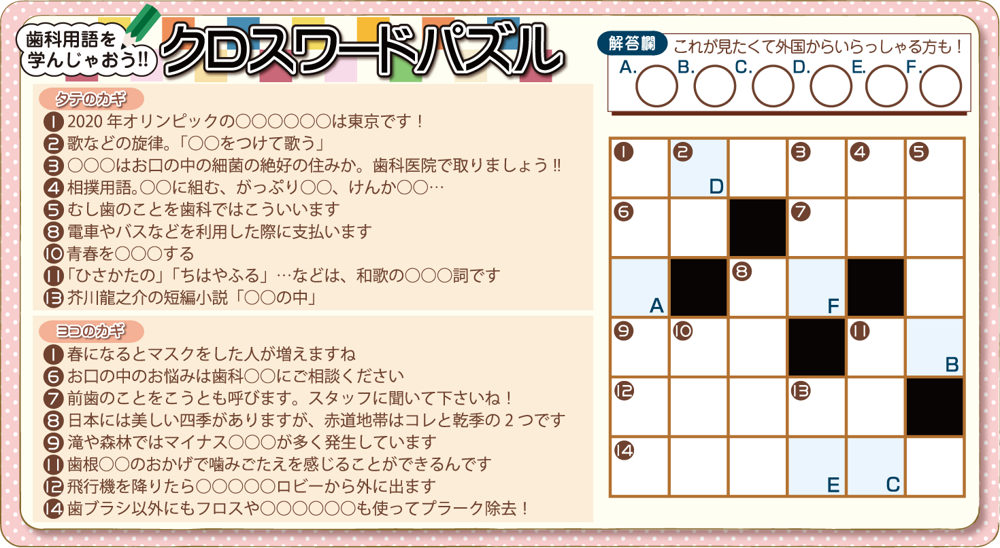 歯科用語を
学んじゃおう!!
クロスワードパズル
タテのカギ
① 2020年オリンピックの○○○○○○は東京です！
② 歌などの旋律。「○○をつけて歌う」
③ ○○○はお口の中の細菌の絶好の住みか。歯科医院で取りましょう!!
④ 相撲用語。○○に組む、がっぷり○○、けんか○○…
⑤ むし歯のことを歯科ではこういいます
⑧ 電車やバスなどを利用した際に支払います
⑩ 青春を○○○する
⑪ 「ひさかたの」「ちはやふる」…などは、和歌の○○○詞です
⑬ 芥川龍之介の短編小説「○○の中」
ヨコのカギ
① 春になるとマスクをした人が増えますね
⑥ お口の中のお悩みは歯科○○にご相談ください
⑦ 前歯のことをこうとも呼びます。スタッフに聞いて下さいね！
⑧ 日本には美しい四季がありますが、赤道地帯はコレと乾季の2つです
⑨ 滝や森林ではマイナス○○○が多く発生しています
⑪ 歯根○○のおかげで噛みごたえを感じることができるんです
⑫ 飛行機を降りたら○○○○○ロビーから外に出ます
⑭ 歯ブラシ以外にもフロスや○○○○○○も使ってプラーク除去！
解答欄 これが見たくて外国からいらっしゃる方も！
A. B. C. D. E. F.
① ② ③ ④ ⑤
D
⑥ ⑦
⑧
A F
⑨ ⑩ ⑪
B
⑫ ⑬
⑭
E C